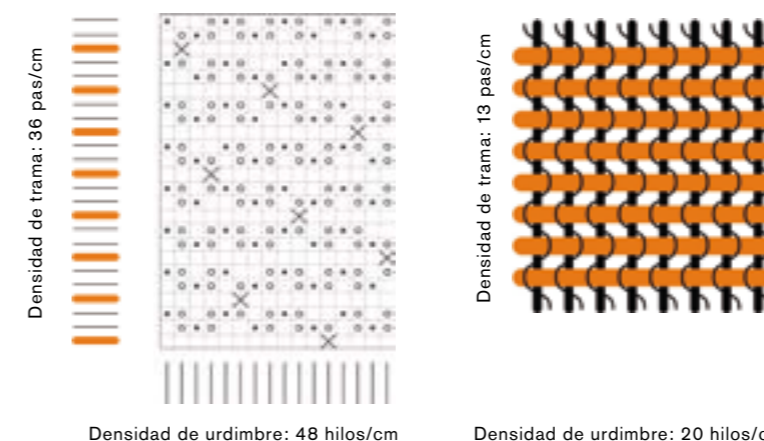 Densidad de trama: 36 pas/cm
Densidad de urdimbre: 48 hilos/cm
Densidad de trama: 13 pas/cm
Densidad de urdimbre: 20 hilos/c